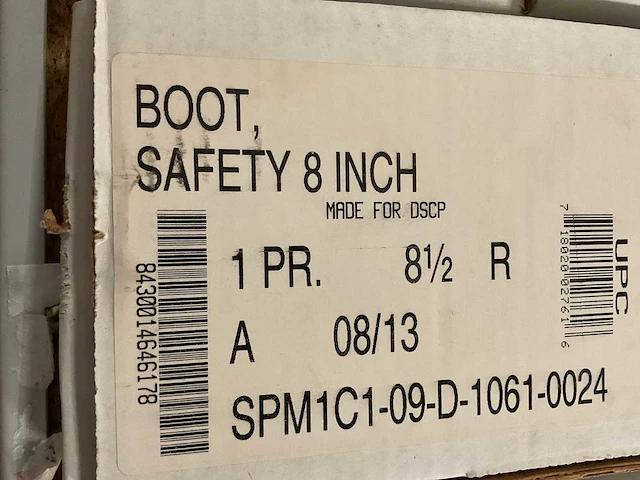 BOOT,
SAFETY 8 INCH
MADE FOR DSCP
1 PR. 8½ R
A 08/13
SPM1C1-09-D-1061-0024
8430014646178
7 18020 02761 6
UPC